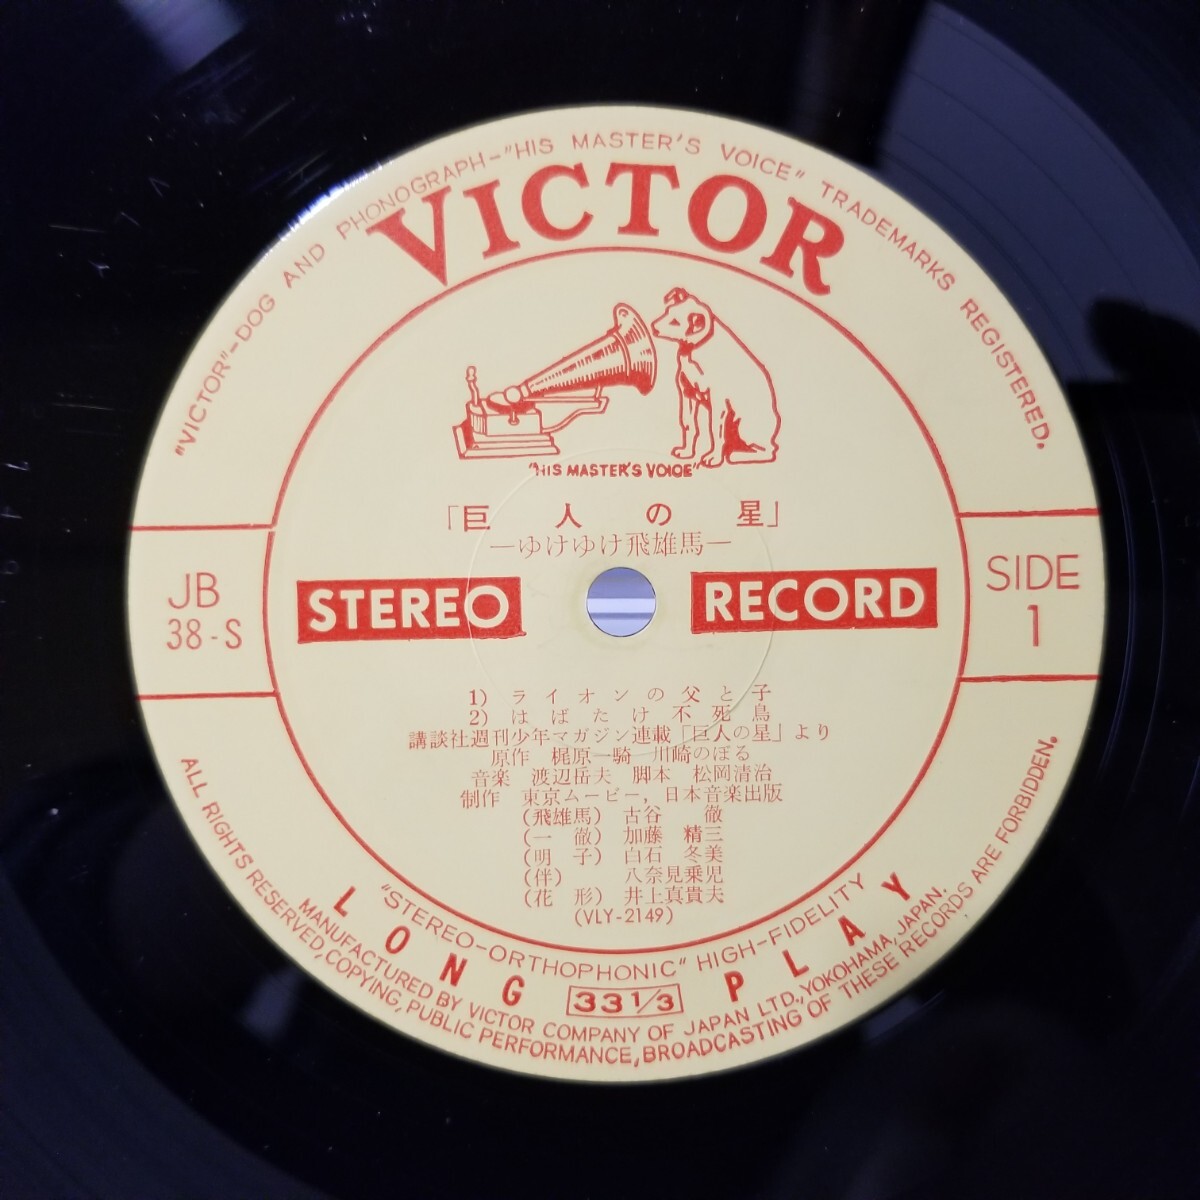 "VICTOR"–DOG AND PHONOGRAPH–"HIS MASTER'S VOICE" TRADEMARKS REGISTERED.
VICTOR
"HIS MASTER'S VOICE"
「巨人の星」
—ゆけゆけ飛雄馬—
JB
38-S
STEREO RECORD
SIDE
1
1) ライオンの父と子
2) はばたけ不死鳥
講談社週刊少年マガジン連載「巨人の星」より
原作 梶原一騎—川崎のぼる
音楽 渡辺岳夫 脚本 松岡清治
制作 東京ムービー, 日本音楽出版
(飛雄馬) 古谷 徹
(一徹) 加藤 精三
(明子) 白石 冬美
(伴) 八奈見乗児
(花形) 井上真貴夫
(VLY-2149)
"STEREO-ORTHOPHONIC" HIGH-FIDELITY
LONG 33 1/3 PLAY
MANUFACTURED BY VICTOR COMPANY OF JAPAN LTD., YOKOHAMA, JAPAN.
ALL RIGHTS RESERVED, COPYING, PUBLIC PERFORMANCE, BROADCASTING OF THESE RECORDS ARE FORBIDDEN.